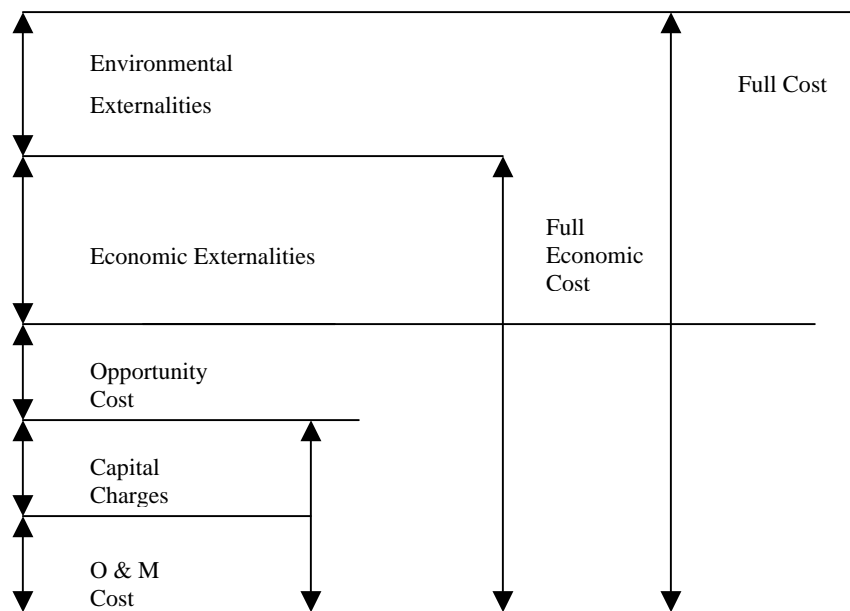 Environmental
Externalities
Full Cost
Full
Economic
Cost
Economic Externalities
Opportunity
Cost
Capital
Charges
O & M
Cost